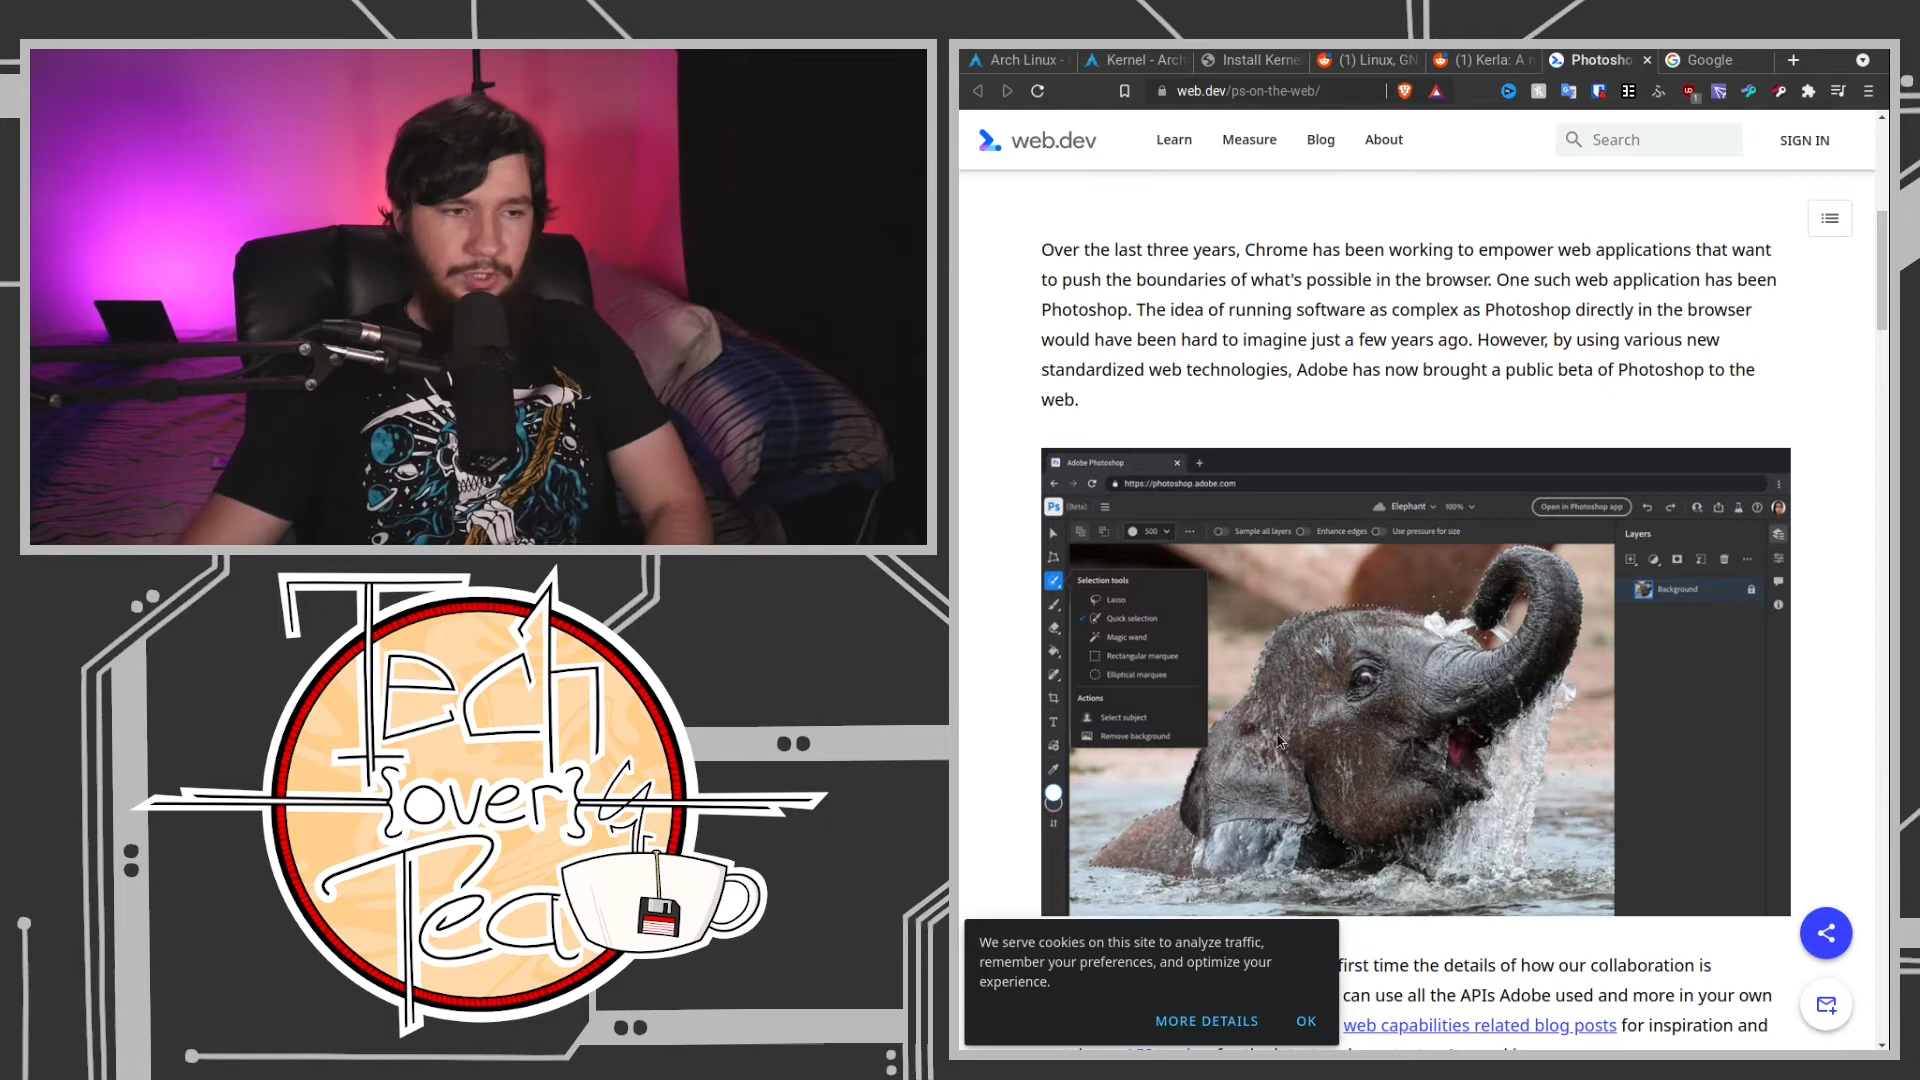 Tech
{over}
Tea
Arch Linux -
Kernel - Arch
Install Kerne
(1) Linux, GN
(1) Kerla: A n
Photosho
Google
web.dev/ps-on-the-web/
web.dev
Learn
Measure
Blog
About
Search
SIGN IN
Over the last three years, Chrome has been working to empower web applications that want
to push the boundaries of what's possible in the browser. One such web application has been
Photoshop. The idea of running software as complex as Photoshop directly in the browser
would have been hard to imagine just a few years ago. However, by using various new
standardized web technologies, Adobe has now brought a public beta of Photoshop to the
web.
Adobe Photoshop
https://photoshop.adobe.com
Ps
(Beta)
Elephant
100%
Open in Photoshop app
500
Sample all layers
Enhance edges
Use pressure for size
Layers
Background
Selection tools
Lasso
Quick selection
Magic wand
Rectangular marquee
Elliptical marquee
Actions
Select subject
Remove background
We serve cookies on this site to analyze traffic,
remember your preferences, and optimize your
experience.
MORE DETAILS
OK
first time the details of how our collaboration is
can use all the APIs Adobe used and more in your own
web capabilities related blog posts for inspiration and